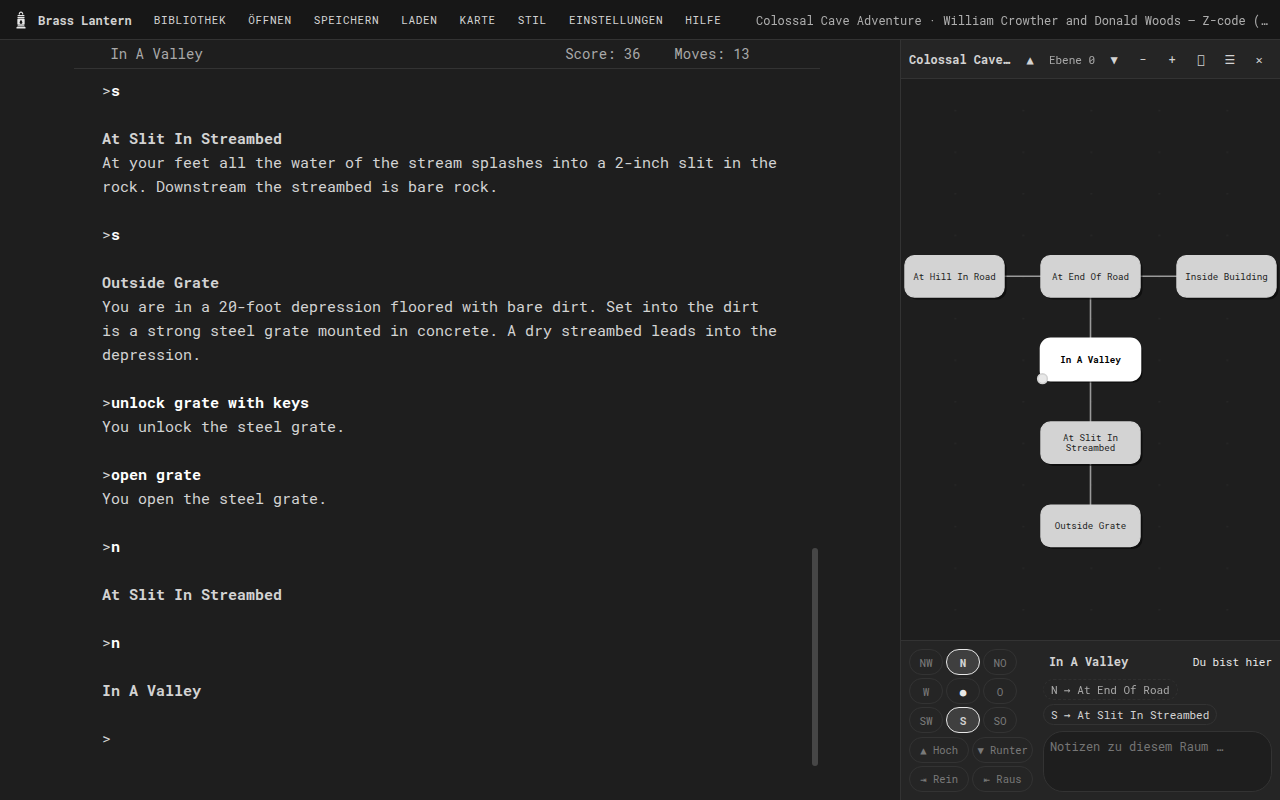 Brass Lantern BIBLIOTHEK ÖFFNEN SPEICHERN LADEN KARTE STIL EINSTELLUNGEN HILFE Colossal Cave Adventure · William Crowther and Donald Woods — Z-code (…
In A Valley Score: 36 Moves: 13
>s
At Slit In Streambed
At your feet all the water of the stream splashes into a 2-inch slit in the
rock. Downstream the streambed is bare rock.
>s
Outside Grate
You are in a 20-foot depression floored with bare dirt. Set into the dirt
is a strong steel grate mounted in concrete. A dry streambed leads into the
depression.
>unlock grate with keys
You unlock the steel grate.
>open grate
You open the steel grate.
>n
At Slit In Streambed
>n
In A Valley
>
Colossal Cave… ▲ Ebene 0 ▼ − + ☰ ✕
At Hill In Road At End Of Road Inside Building
In A Valley
At Slit In
Streambed
Outside Grate
NW N NO
W ● O
SW S SO
▲ Hoch ▼ Runter
⇥ Rein ⇤ Raus
In A Valley Du bist hier
N → At End Of Road
S → At Slit In Streambed
Notizen zu diesem Raum …